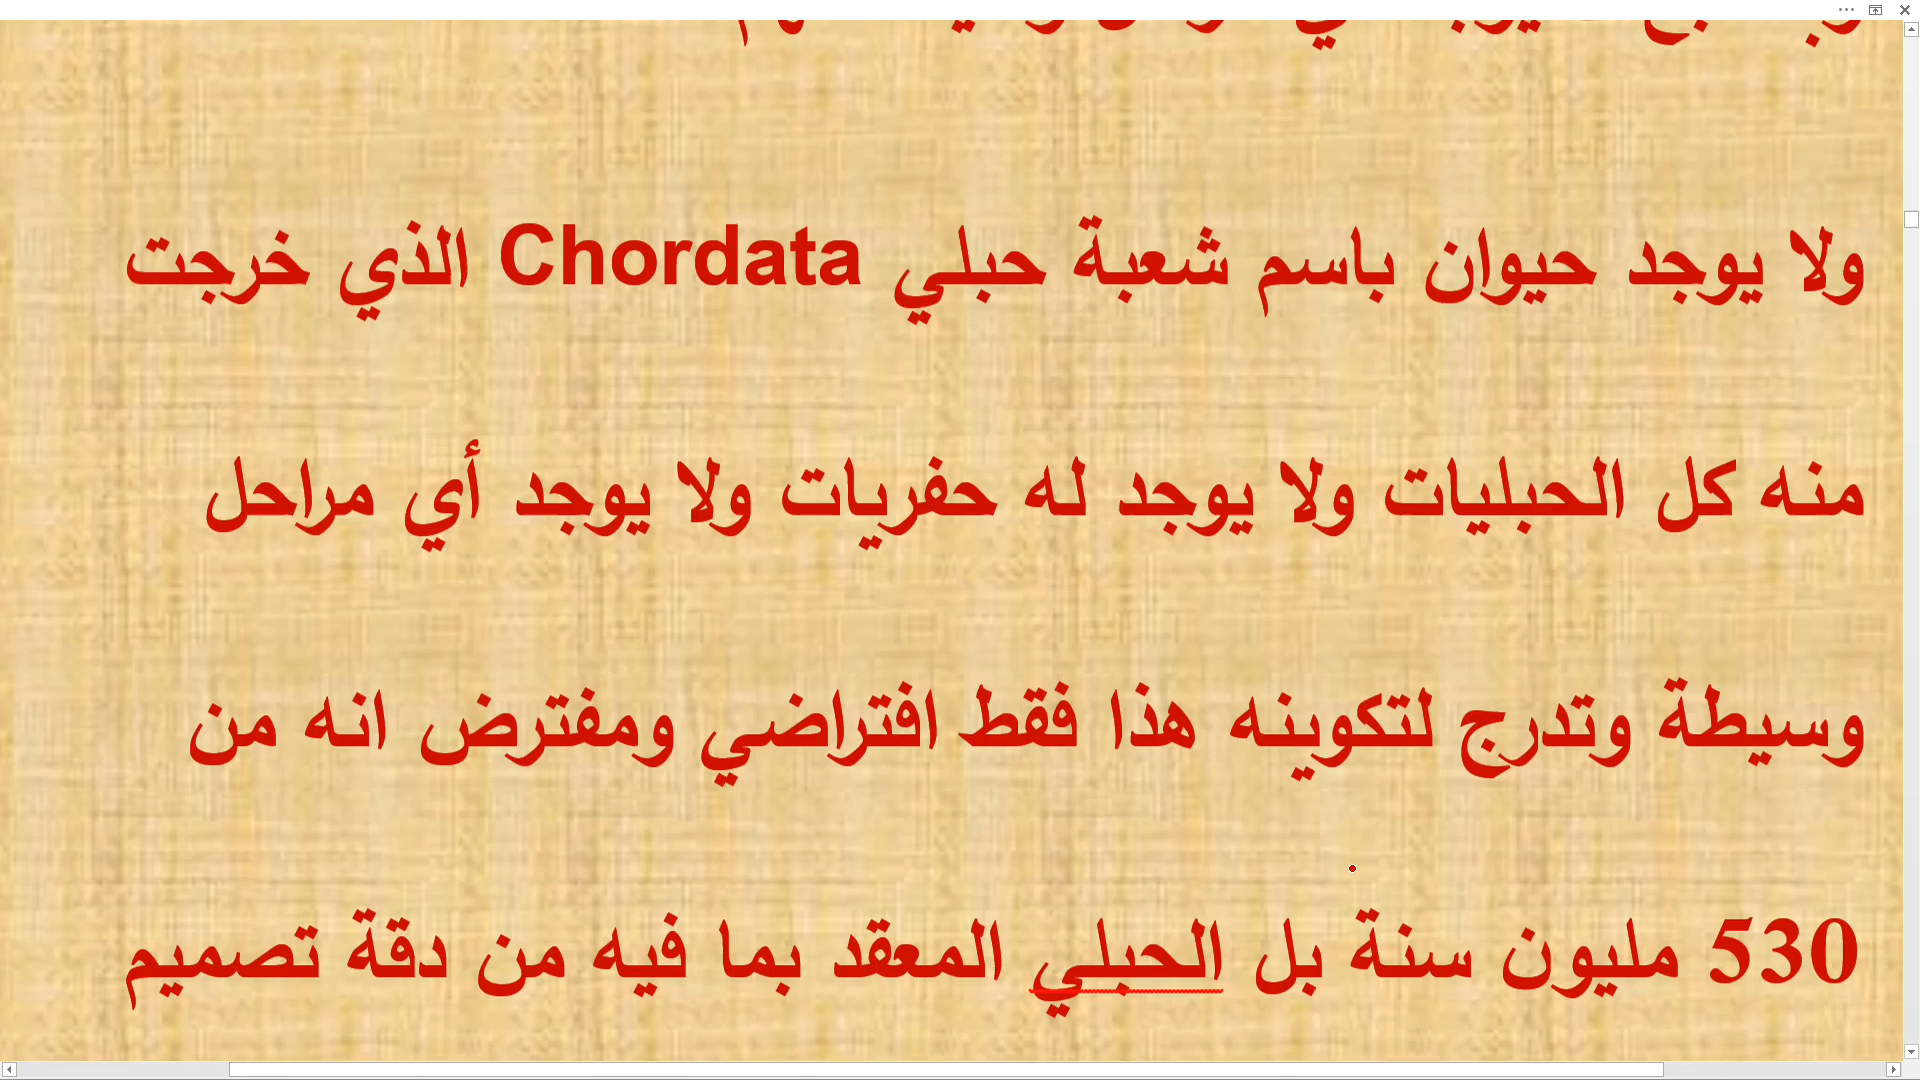 ولا يوجد حيوان باسم شعبة حبلي Chordata الذي خرجت
منه كل الحبليات ولا يوجد له حفريات ولا يوجد أي مراحل
وسيطة وتدرج لتكوينه هذا فقط افتراضي ومفترض انه من
530 مليون سنة بل الحبلي المعقد بما فيه من دقة تصميم